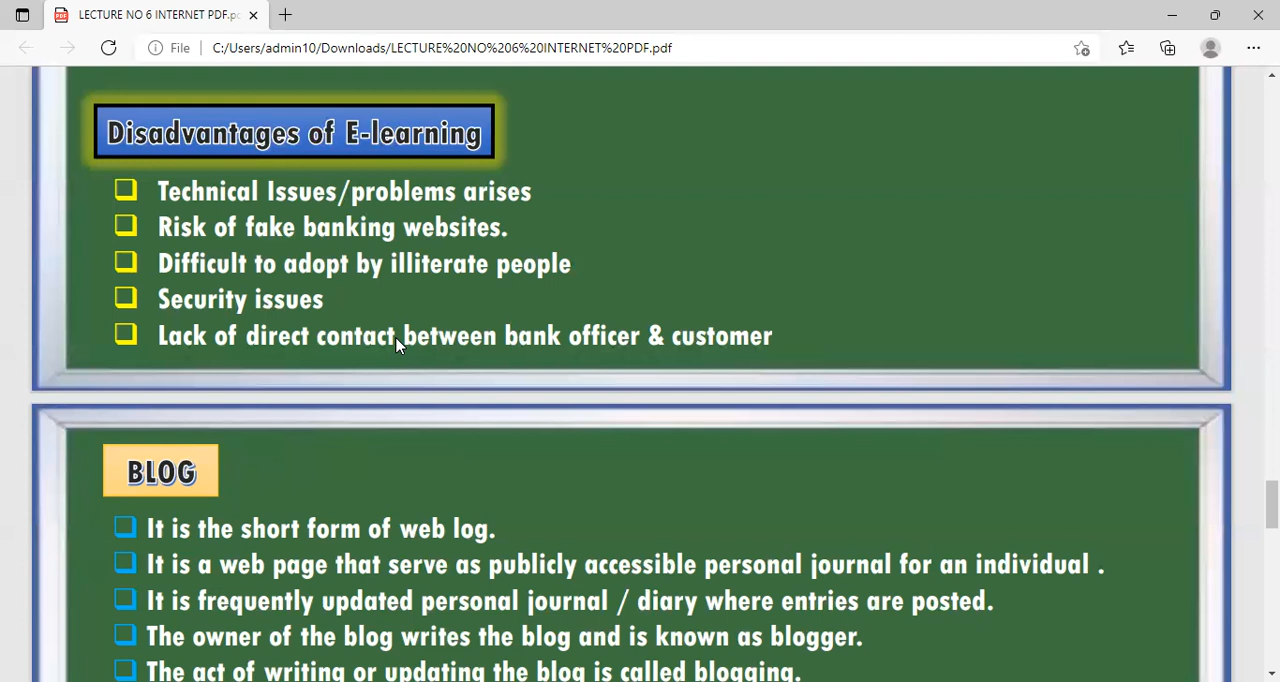 LECTURE NO 6 INTERNET PDF.p
File
C:/Users/admin10/Downloads/LECTURE%20NO%206%20INTERNET%20PDF.pdf
Disadvantages of E-learning
Technical Issues/problems arises
Risk of fake banking websites.
Difficult to adopt by illiterate people
Security issues
Lack of direct contact between bank officer & customer
BLOG
It is the short form of web log.
It is a web page that serve as publicly accessible personal journal for an individual .
It is frequently updated personal journal / diary where entries are posted.
The owner of the blog writes the blog and is known as blogger.
The act of writing or updating the blog is called blogging.